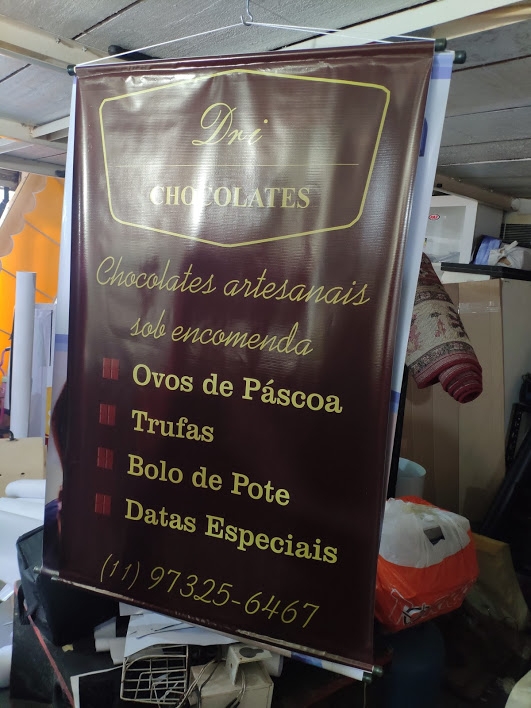 Dri
CHOCOLATES
Chocolates artesanais
sob encomenda
Ovos de Páscoa
Trufas
Bolo de Pote
Datas Especiais
(11) 97325-6467